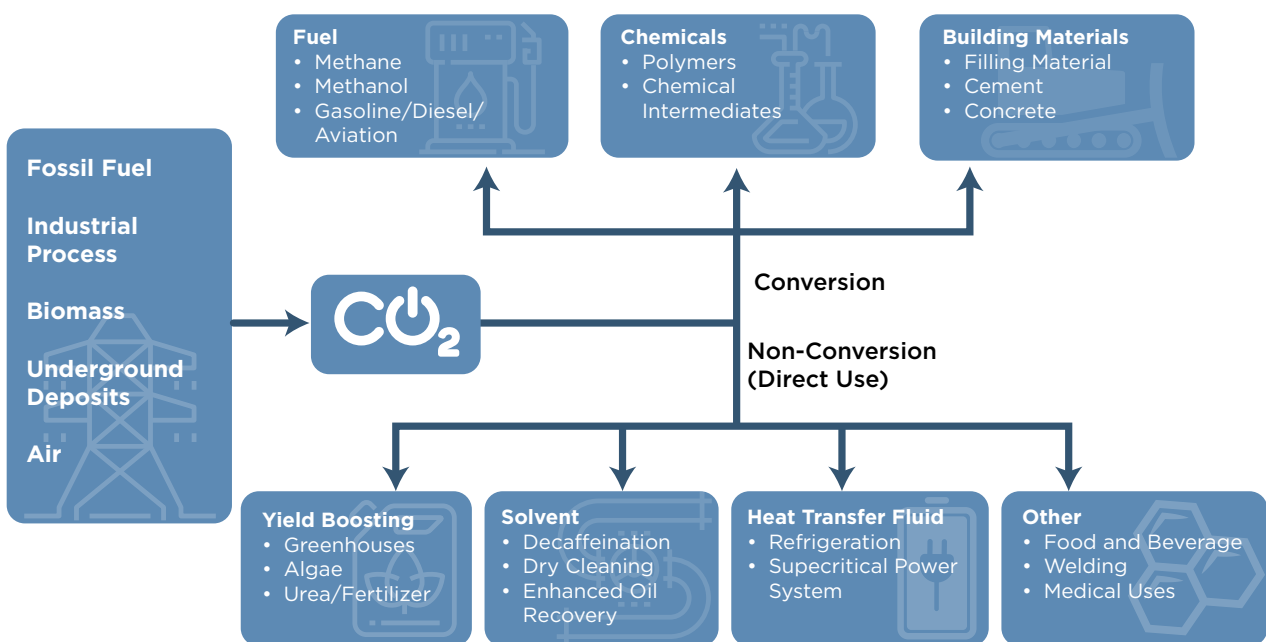 Fuel
• Methane
• Methanol
• Gasoline/Diesel/
Aviation
Chemicals
• Polymers
• Chemical
Intermediates
Building Materials
• Filling Material
• Cement
• Concrete
Fossil Fuel
Industrial
Process
Biomass
Underground
Deposits
Air
CO2
Conversion
Non-Conversion
(Direct Use)
Yield Boosting
• Greenhouses
• Algae
• Urea/Fertilizer
Solvent
• Decaffeination
• Dry Cleaning
• Enhanced Oil
Recovery
Heat Transfer Fluid
• Refrigeration
• Supecritical Power
System
Other
• Food and Beverage
• Welding
• Medical Uses